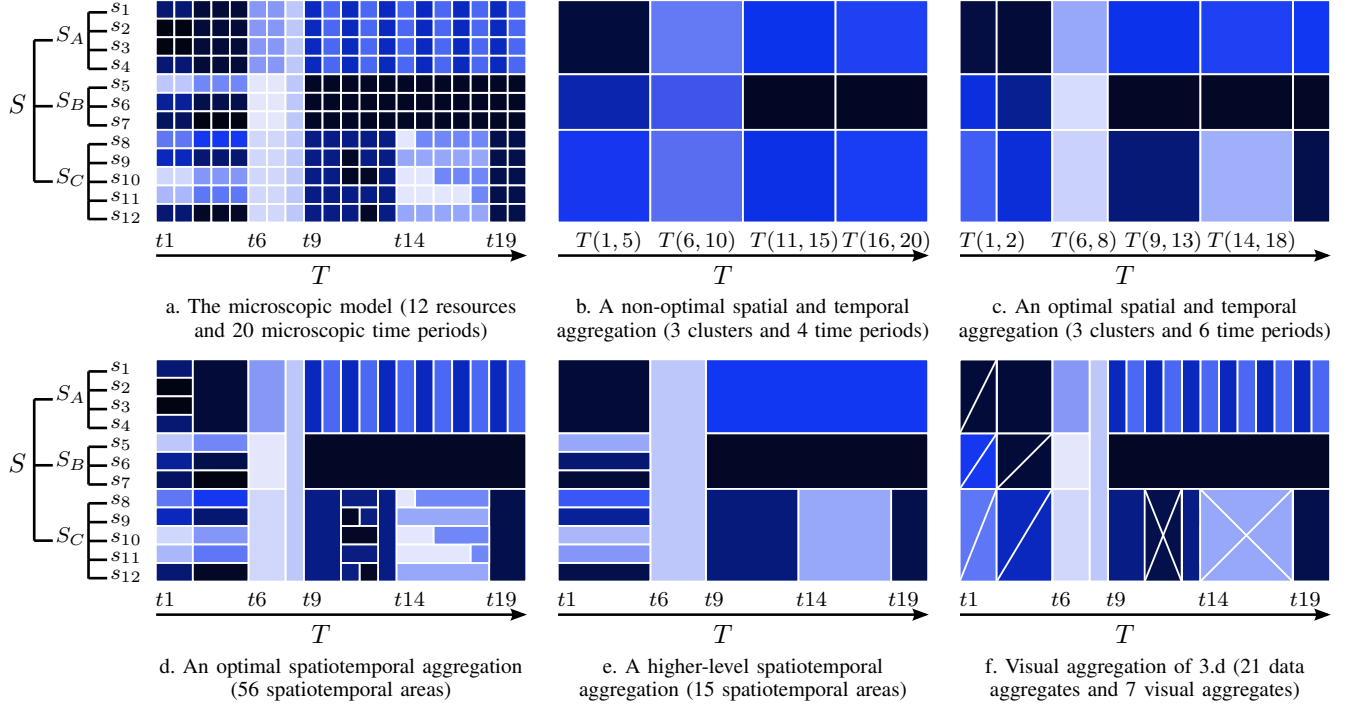 s1
s2
S_A
s3
s4
s5
S S_B s6
s7
s8
s9
S_C s10
s11
s12
t1 t6 t9 t14 t19
T
a. The microscopic model (12 resources
and 20 microscopic time periods)
T(1, 5) T(6, 10) T(11, 15) T(16, 20)
T
b. A non-optimal spatial and temporal
aggregation (3 clusters and 4 time periods)
T(1, 2) T(6, 8) T(9, 13) T(14, 18)
T
c. An optimal spatial and temporal
aggregation (3 clusters and 6 time periods)
s1
s2
S_A
s3
s4
s5
S S_B s6
s7
s8
s9
S_C s10
s11
s12
t1 t6 t9 t14 t19
T
d. An optimal spatiotemporal aggregation
(56 spatiotemporal areas)
t1 t6 t9 t14 t19
T
e. A higher-level spatiotemporal
aggregation (15 spatiotemporal areas)
t1 t6 t9 t14 t19
T
f. Visual aggregation of 3.d (21 data
aggregates and 7 visual aggregates)